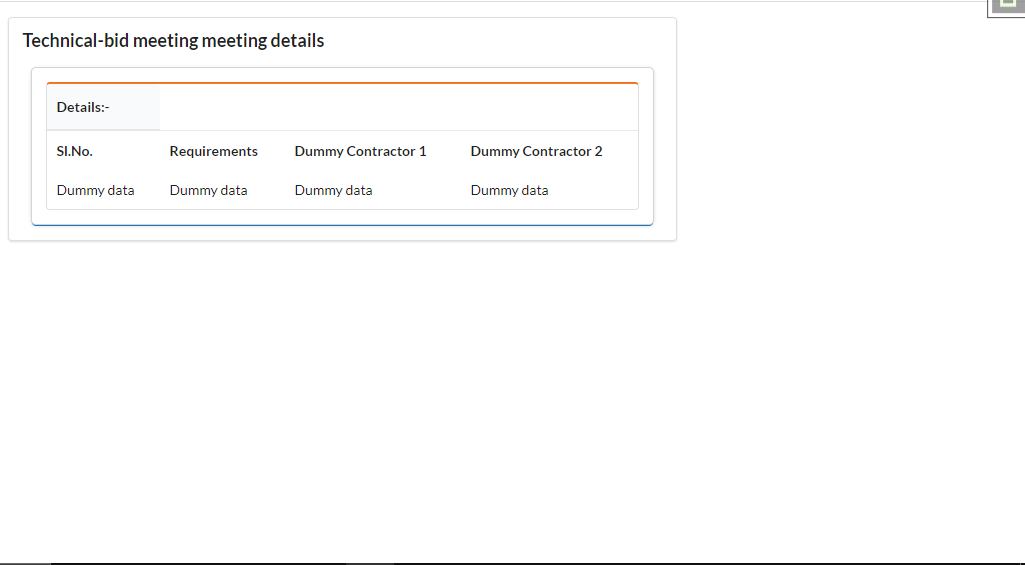 Technical-bid meeting meeting details
Details:-
Sl.No. Requirements Dummy Contractor 1 Dummy Contractor 2
Dummy data Dummy data Dummy data Dummy data